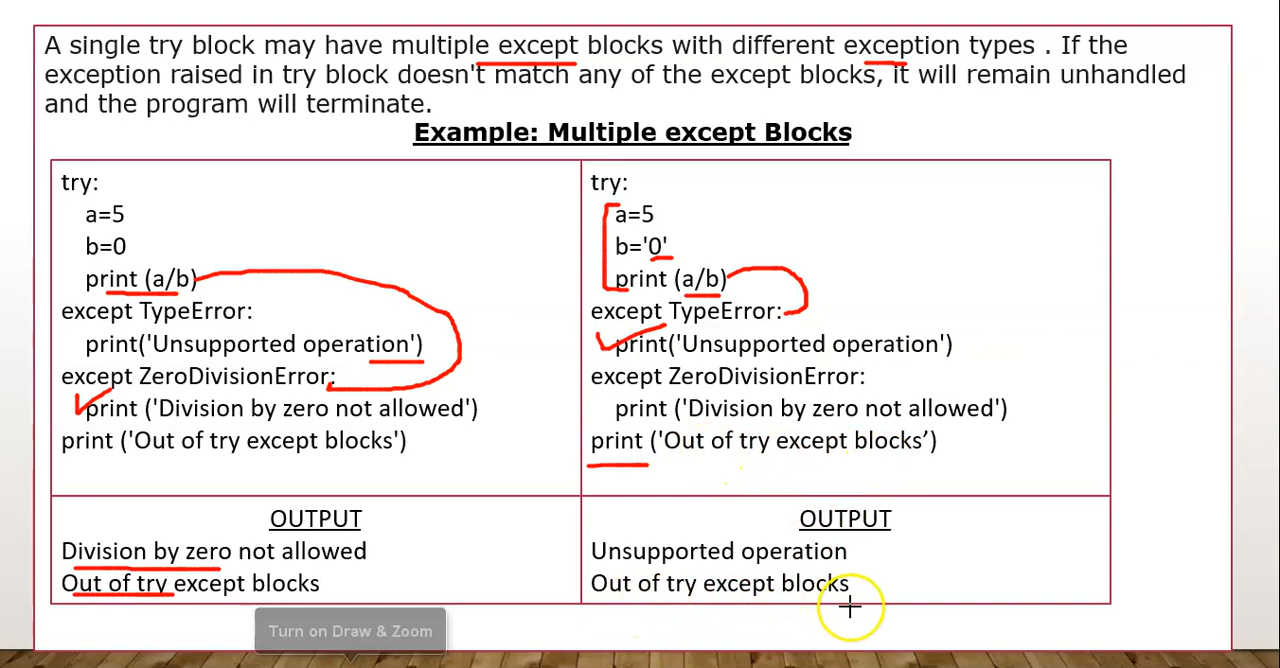 A single try block may have multiple except blocks with different exception types . If the
exception raised in try block doesn't match any of the except blocks, it will remain unhandled
and the program will terminate.
Example: Multiple except Blocks
try:
a=5
b=0
print (a/b)
except TypeError:
print('Unsupported operation')
except ZeroDivisionError:
print ('Division by zero not allowed')
print ('Out of try except blocks')
try:
a=5
b='0'
print (a/b)
except TypeError:
print('Unsupported operation')
except ZeroDivisionError:
print ('Division by zero not allowed')
print ('Out of try except blocks’)
OUTPUT
Division by zero not allowed
Out of try except blocks
OUTPUT
Unsupported operation
Out of try except blocks
Turn on Draw & Zoom